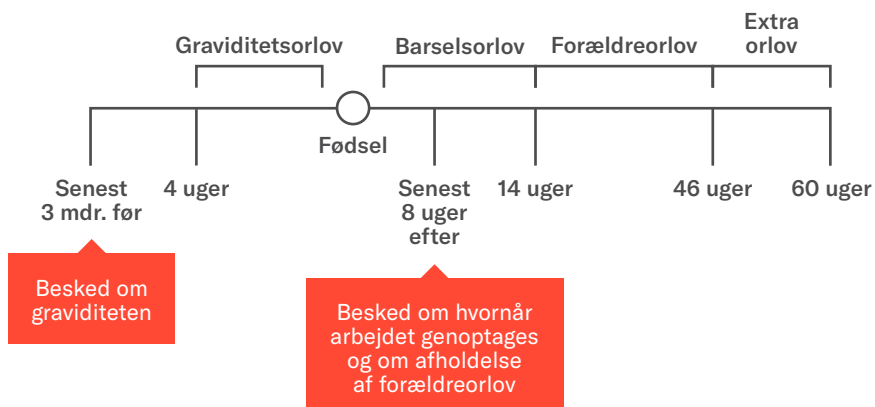 Graviditetsorlov
Barselsorlov
Forældreorlov
Extra
orlov
Fødsel
Senest
3 mdr. før
4 uger
Senest
8 uger
efter
14 uger
46 uger
60 uger
Besked om
graviditeten
Besked om hvornår
arbejdet genoptages
og om afholdelse
af forældreorlov